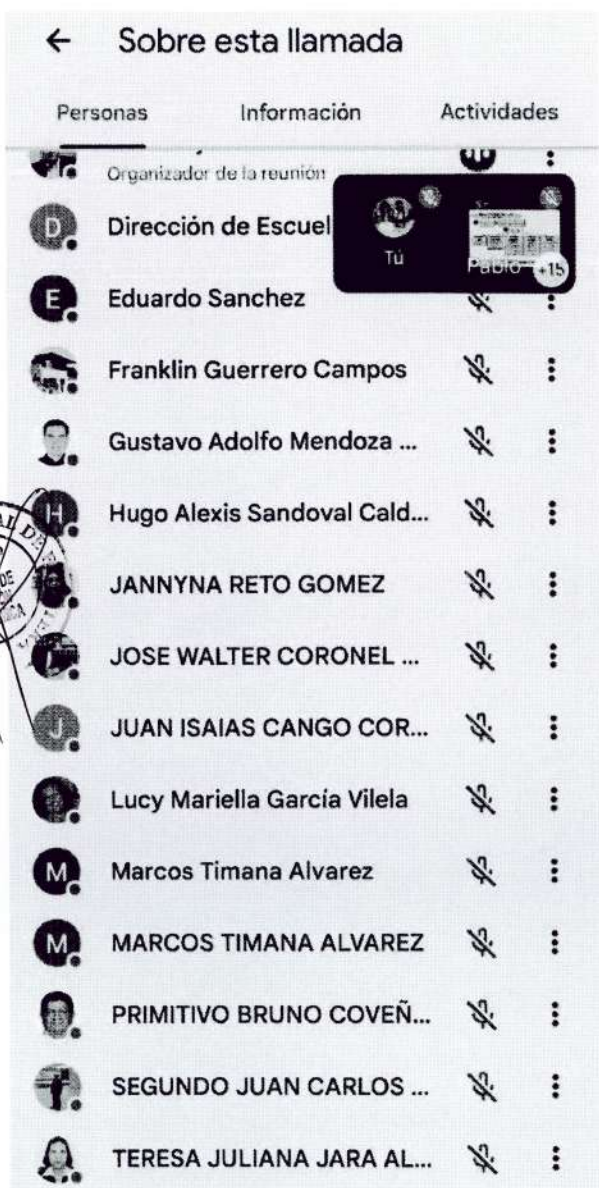 Sobre esta llamada
Personas Información Actividades
Organizador de la reunión
Dirección de Escuel
Tú Pablo +15
E Eduardo Sanchez
Franklin Guerrero Campos
Gustavo Adolfo Mendoza ...
H Hugo Alexis Sandoval Cald...
JANNYNA RETO GOMEZ
JOSE WALTER CORONEL ...
J JUAN ISAIAS CANGO COR...
Lucy Mariella García Vilela
M Marcos Timana Alvarez
M MARCOS TIMANA ALVAREZ
PRIMITIVO BRUNO COVEÑ...
SEGUNDO JUAN CARLOS ...
TERESA JULIANA JARA AL...